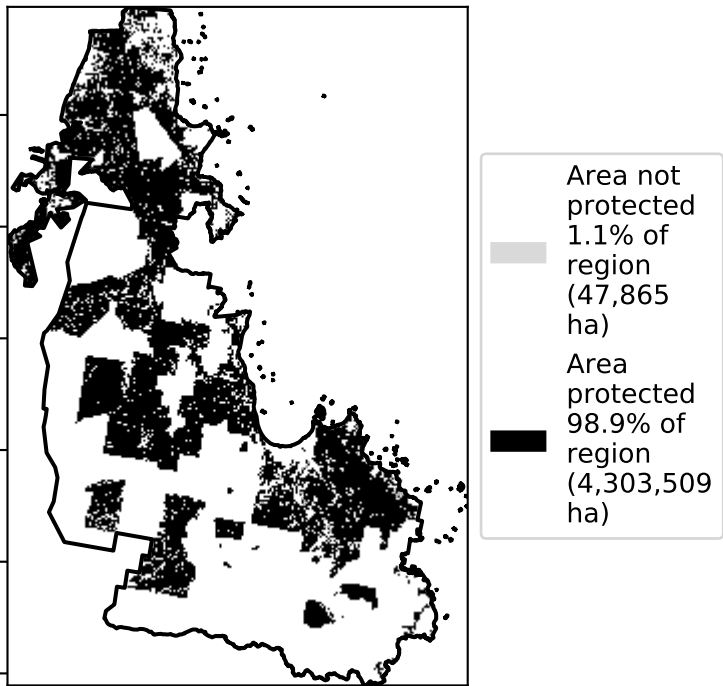 Area not
protected
1.1% of
region
(47,865
ha)
Area
protected
98.9% of
region
(4,303,509
ha)